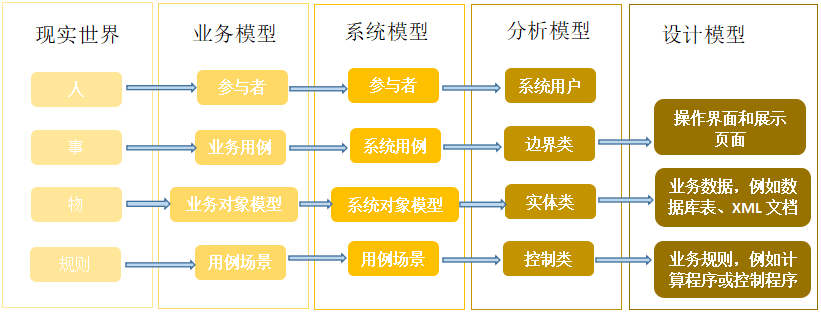 现实世界
业务模型
系统模型
分析模型
设计模型
人
参与者
参与者
系统用户
事
业务用例
系统用例
边界类
操作界面和展示
页面
物
业务对象模型
系统对象模型
实体类
业务数据，例如数
据库表、XML 文档
规则
用例场景
用例场景
控制类
业务规则，例如计
算程序或控制程序